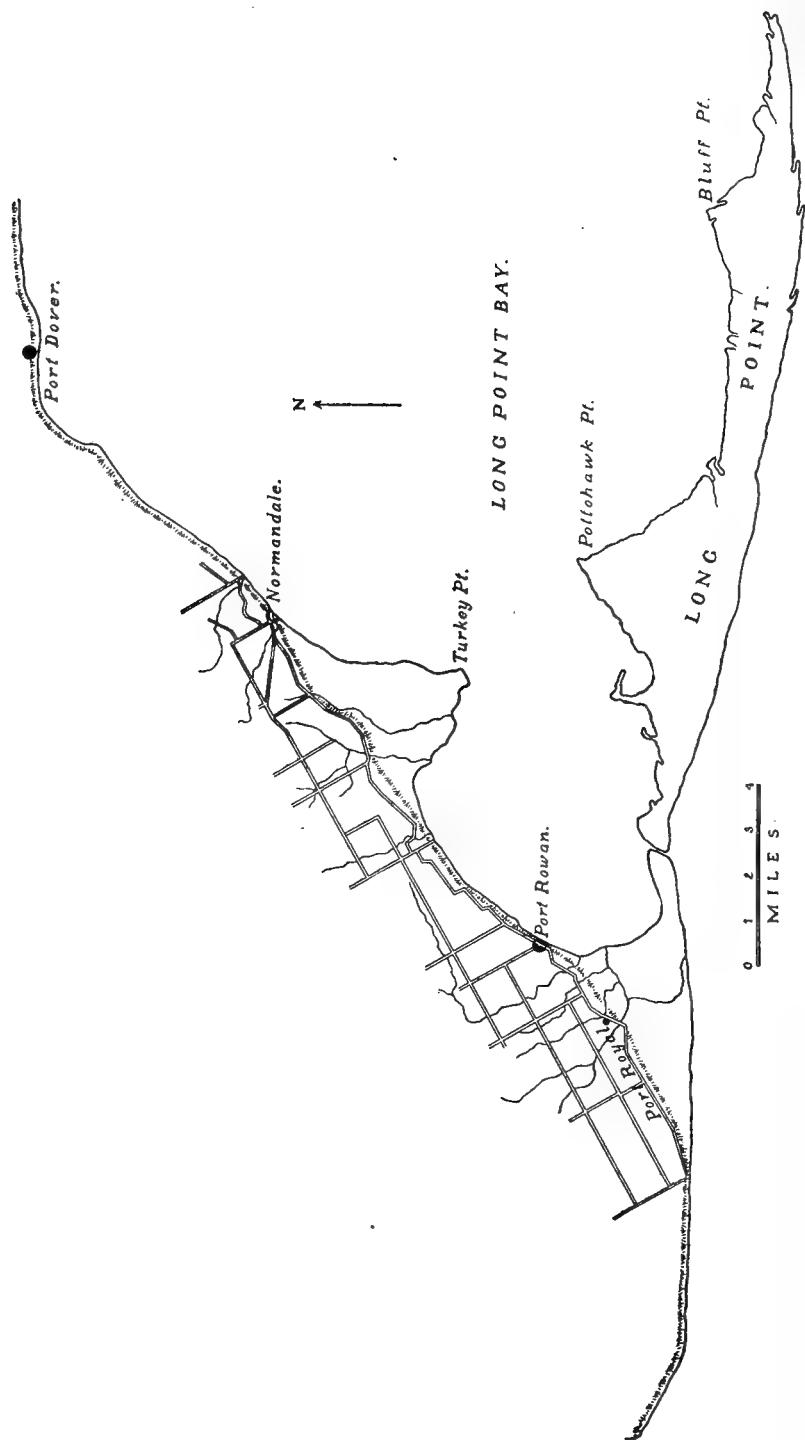 Port Dover.
N
Normandale.
LONG POINT BAY.
Turkey Pt.
Pottohawk Pt.
Bluff Pt.
LONG POINT.
Port Rowan.
Port Royal
0 1 2 3 4
MILES